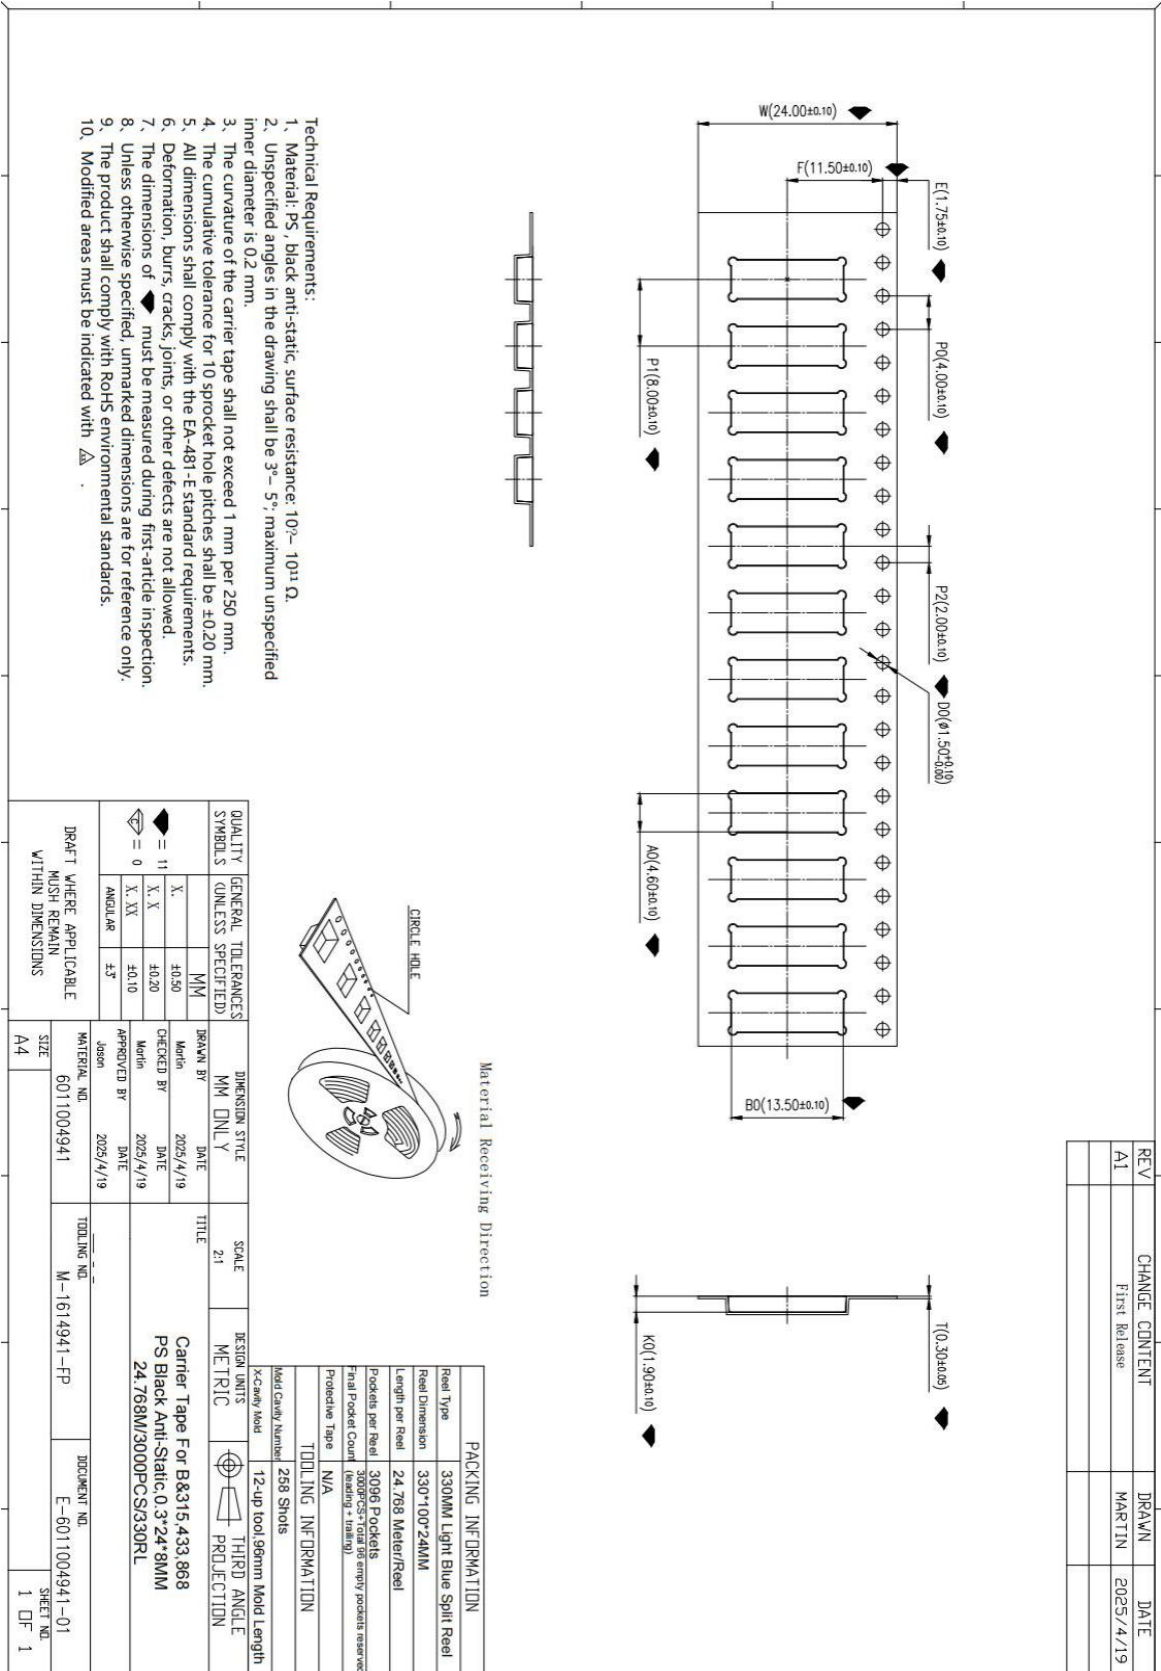 REV CHANGE CONTENT DRAWN DATE
A1 First Release MARTIN 2025/4/19
W(24.00±0.10)
F(11.50±0.10)
E(1.75±0.10)
P0(4.00±0.10)
P2(2.00±0.10)
D0(ø1.50+0.10-0.00)
P1(8.00±0.10)
A0(4.60±0.10)
B0(13.50±0.10)
T(0.30±0.05)
K0(1.90±0.10)
Technical Requirements:
1、Material: PS , black anti-static, surface resistance: 10?– 10¹¹ Ω.
2、Unspecified angles in the drawing shall be 3°– 5°; maximum unspecified
inner diameter is 0.2 mm.
3、The curvature of the carrier tape shall not exceed 1 mm per 250 mm.
4、The cumulative tolerance for 10 sprocket hole pitches shall be ±0.20 mm.
5、All dimensions shall comply with the EA-481-E standard requirements.
6、Deformation, burrs, cracks, joints, or other defects are not allowed.
7、The dimensions of ◆ must be measured during first-article inspection.
8、Unless otherwise specified, unmarked dimensions are for reference only.
9、The product shall comply with RoHS environmental standards.
10、Modified areas must be indicated with △ .
CIRCLE HOLE
Material Receiving Direction
PACKING INFORMATION
Reel Type 330MM Light Blue Split Reel
Reel Dimension 330*100*24MM
Length per Reel 24.768 Meter/Reel
Pockets per Reel 3096 Pockets
Final Pocket Count 3000PCS+Total 96 empty pockets reserved
(leading + trailing)
Protective Tape N/A
TOOLING INFORMATION
Mold Cavity Number 258 Shots
X-Cavity Mold 12-up tool,96mm Mold Length
QUALITY SYMBOLS
◆ = 11
C = 0
GENERAL TOLERANCES
(UNLESS SPECIFIED)
MM
X. ±0.50
X.X ±0.20
X.XX ±0.10
ANGULAR ±3°
DRAFT WHERE APPLICABLE
MUSH REMAIN
WITHIN DIMENSIONS
DIMENSION STYLE
MM ONLY
SCALE
2:1
DESIGN UNITS
METRIC
THIRD ANGLE
PROJECTION
DRAWN BY DATE
Martin 2025/4/19
CHECKED BY DATE
Martin 2025/4/19
APPROVED BY DATE
Jason 2025/4/19
TITLE
Carrier Tape For B&315,433,868
PS Black Anti-Static,0.3*24*8MM
24.768M/3000PCS/330RL
MATERIAL NO.
6011004941
TOOLING NO.
M-1614941-FP
DOCUMENT NO.
E-6011004941-01
SIZE
A4
SHEET NO.
1 OF 1